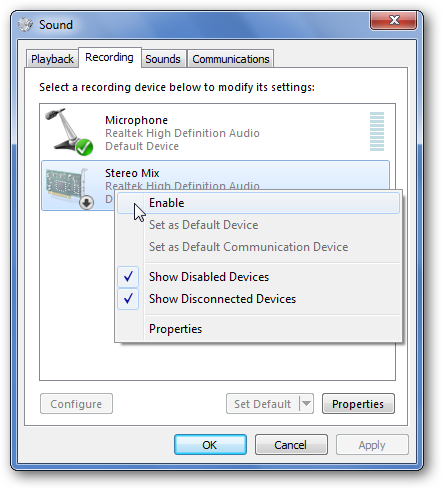 Sound
Playback Recording Sounds Communications
Select a recording device below to modify its settings:
Microphone
Realtek High Definition Audio
Default Device
Stereo Mix
Realtek High Definition Audio
Enable
Set as Default Device
Set as Default Communication Device
Show Disabled Devices
Show Disconnected Devices
Properties
Configure Set Default Properties
OK Cancel Apply